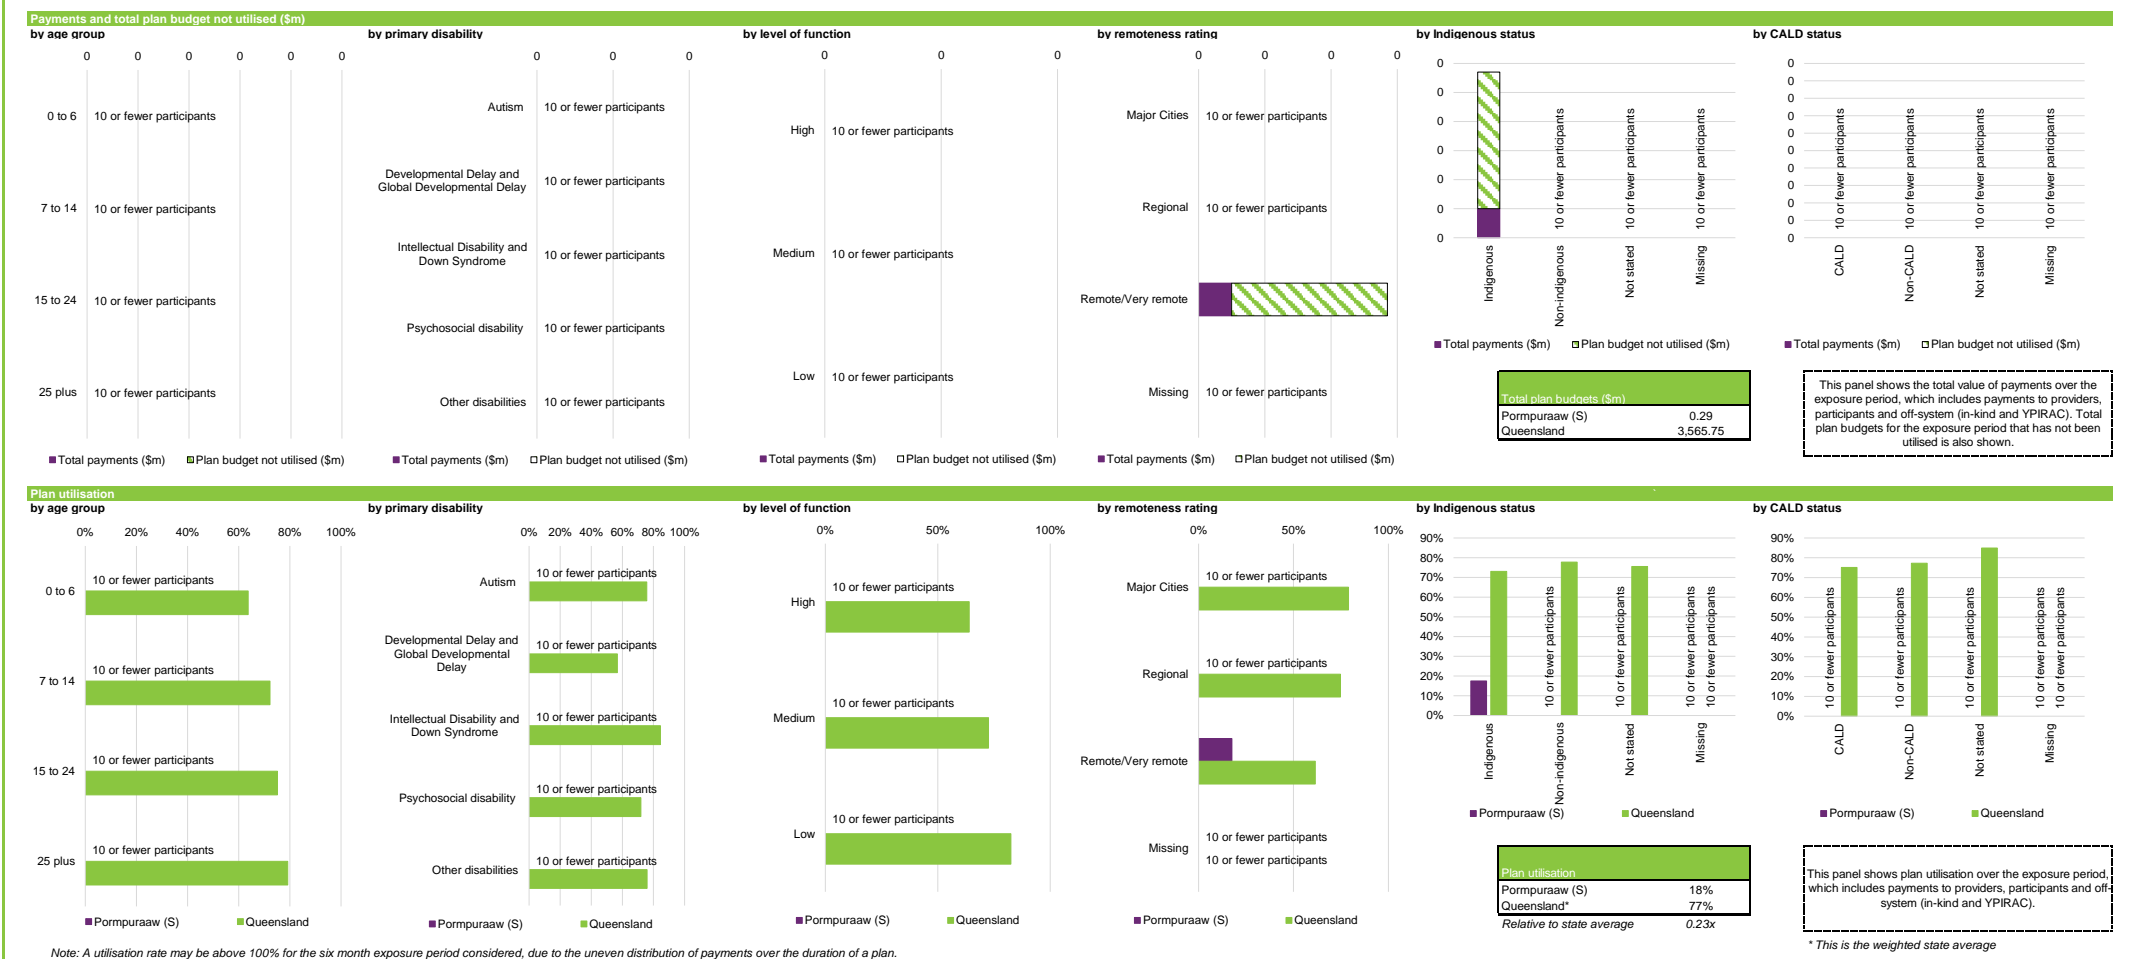 Payments and total plan budget not utilised ($m)
by age group
0 0 0 0 0 0
0 to 6 10 or fewer participants
7 to 14 10 or fewer participants
15 to 24 10 or fewer participants
25 plus 10 or fewer participants
Total payments ($m) Plan budget not utilised ($m)
by primary disability
0 0 0
Autism 10 or fewer participants
Developmental Delay and
Global Developmental Delay 10 or fewer participants
Intellectual Disability and
Down Syndrome 10 or fewer participants
Psychosocial disability 10 or fewer participants
Other disabilities 10 or fewer participants
Total payments ($m) Plan budget not utilised ($m)
by level of function
0 0 0
High 10 or fewer participants
Medium 10 or fewer participants
Low 10 or fewer participants
Total payments ($m) Plan budget not utilised ($m)
by remoteness rating
0 0 0 0
Major Cities 10 or fewer participants
Regional 10 or fewer participants
Remote/Very remote
Missing 10 or fewer participants
Total payments ($m) Plan budget not utilised ($m)
by Indigenous status
0
0
0
0
0
0
0
10 or fewer participants
10 or fewer participants
10 or fewer participants
Indigenous
Non-indigenous
Not stated
Missing
Total payments ($m) Plan budget not utilised ($m)
Total plan budgets ($m)
Pormpuraaw (S) 0.29
Queensland 3,565.75
by CALD status
0
0
0
0
0
0
0
0
0
0
0
10 or fewer participants
10 or fewer participants
10 or fewer participants
10 or fewer participants
CALD
Non-CALD
Not stated
Missing
Total payments ($m) Plan budget not utilised ($m)
This panel shows the total value of payments over the
exposure period, which includes payments to providers,
participants and off-system (in-kind and YPIRAC). Total
plan budgets for the exposure period that has not been
utilised is also shown.
Plan utilisation
by age group
0% 20% 40% 60% 80% 100%
0 to 6 10 or fewer participants
7 to 14 10 or fewer participants
15 to 24 10 or fewer participants
25 plus 10 or fewer participants
Pormpuraaw (S) Queensland
by primary disability
0% 20% 40% 60% 80% 100%
Autism 10 or fewer participants
Developmental Delay and
Global Developmental
Delay
10 or fewer participants
Intellectual Disability and
Down Syndrome
10 or fewer participants
Psychosocial disability 10 or fewer participants
Other disabilities 10 or fewer participants
Pormpuraaw (S) Queensland
by level of function
0% 50% 100%
High 10 or fewer participants
Medium 10 or fewer participants
Low 10 or fewer participants
Pormpuraaw (S) Queensland
by remoteness rating
0% 50% 100%
Major Cities 10 or fewer participants
Regional 10 or fewer participants
Remote/Very remote
Missing 10 or fewer participants
10 or fewer participants
Pormpuraaw (S) Queensland
by Indigenous status
90%
80%
70%
60%
50%
40%
30%
20%
10%
0%
10 or fewer participants
10 or fewer participants
10 or fewer participants
10 or fewer participants
Indigenous
Non-indigenous
Not stated
Missing
Pormpuraaw (S) Queensland
Plan utilisation
Pormpuraaw (S) 18%
Queensland* 77%
Relative to state average 0.23x
by CALD status
90%
80%
70%
60%
50%
40%
30%
20%
10%
0%
10 or fewer participants
10 or fewer participants
10 or fewer participants
10 or fewer participants
10 or fewer participants
CALD
Non-CALD
Not stated
Missing
Pormpuraaw (S) Queensland
This panel shows plan utilisation over the exposure period,
which includes payments to providers, participants and off-
system (in-kind and YPIRAC).
* This is the weighted state average
Note: A utilisation rate may be above 100% for the six month exposure period considered, due to the uneven distribution of payments over the duration of a plan.